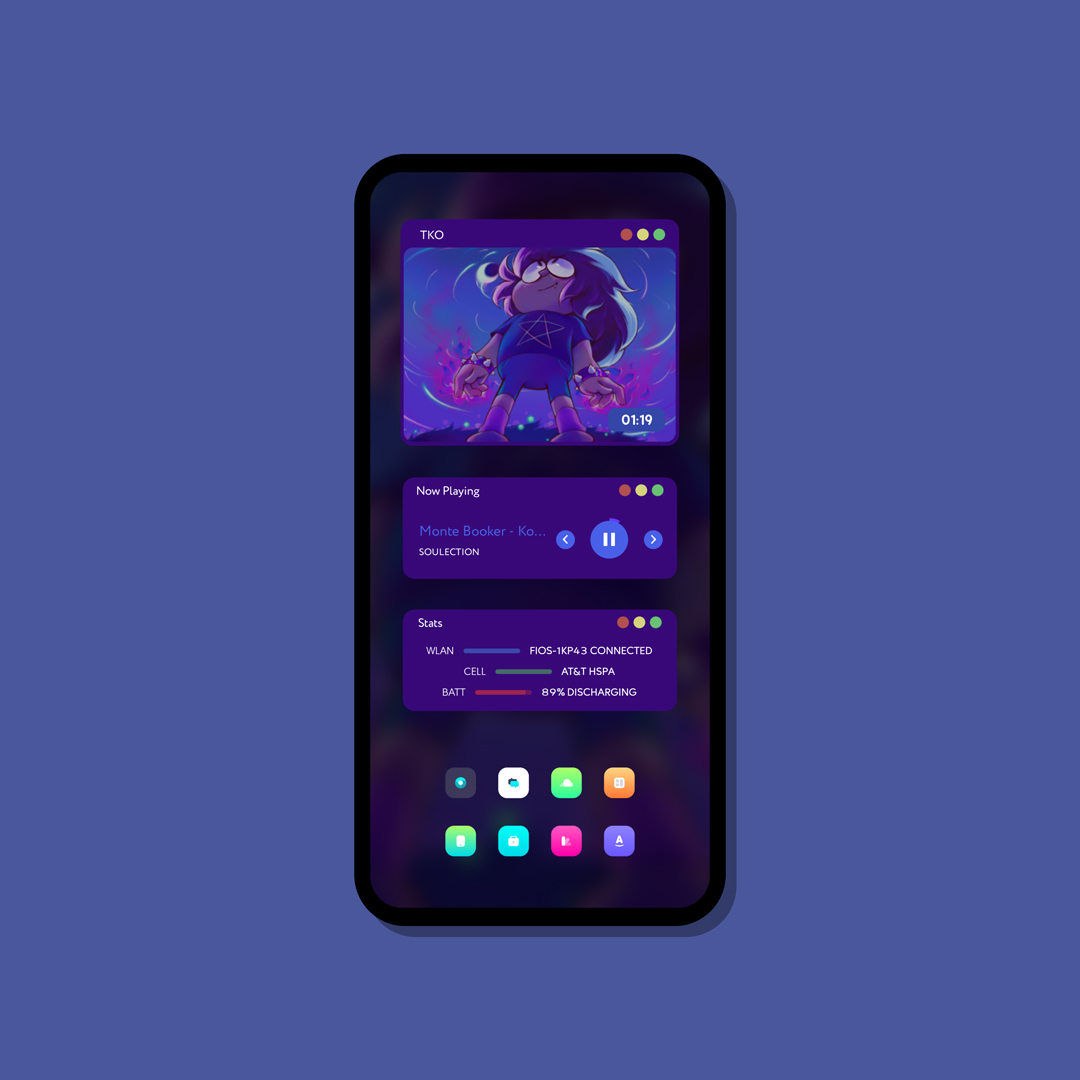 TKO
01:19
Now Playing
Monte Booker - Ko...
SOULECTION
Stats
WLAN FIOS-1KP43 CONNECTED
CELL AT&T HSPA
BATT 89% DISCHARGING
A